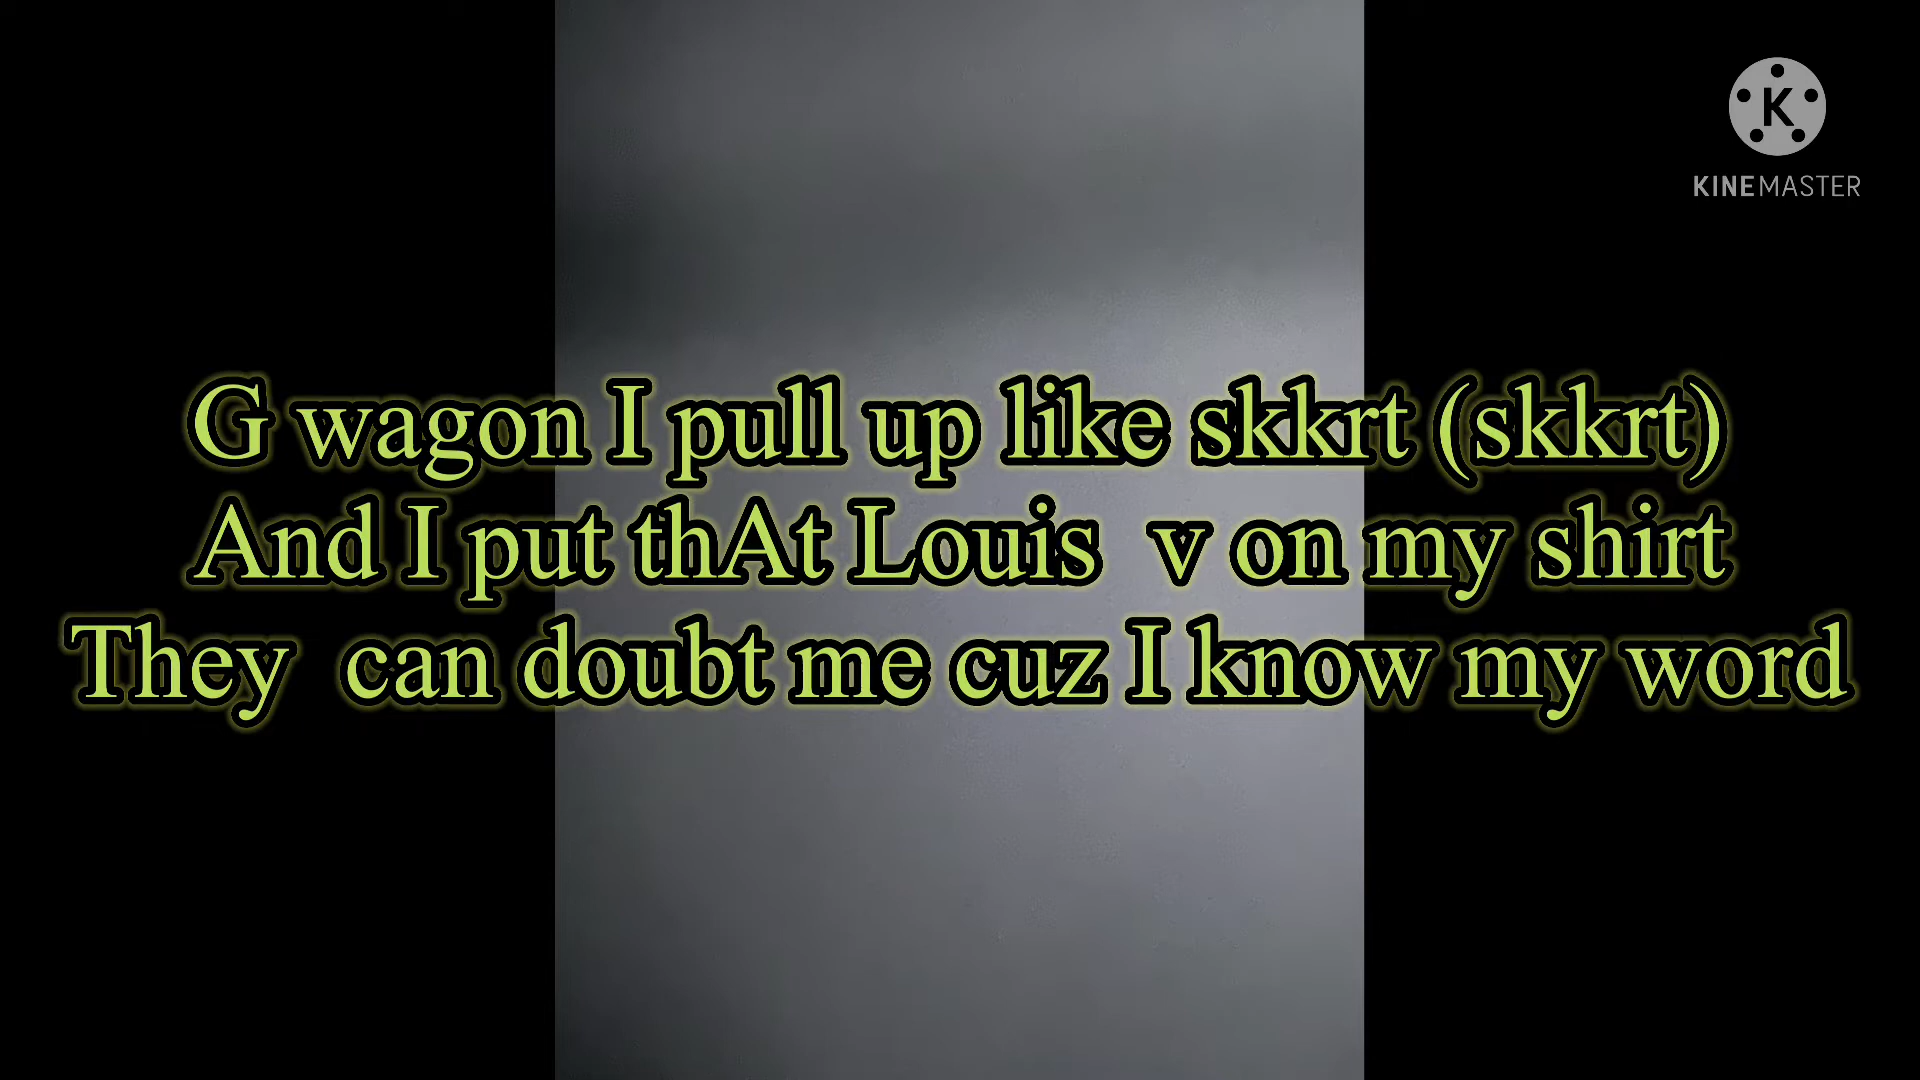 K
KINEMASTER
G wagon I pull up like skkrt (skkrt)
And I put thAt Louis  v on my shirt
They  can doubt me cuz I know my word